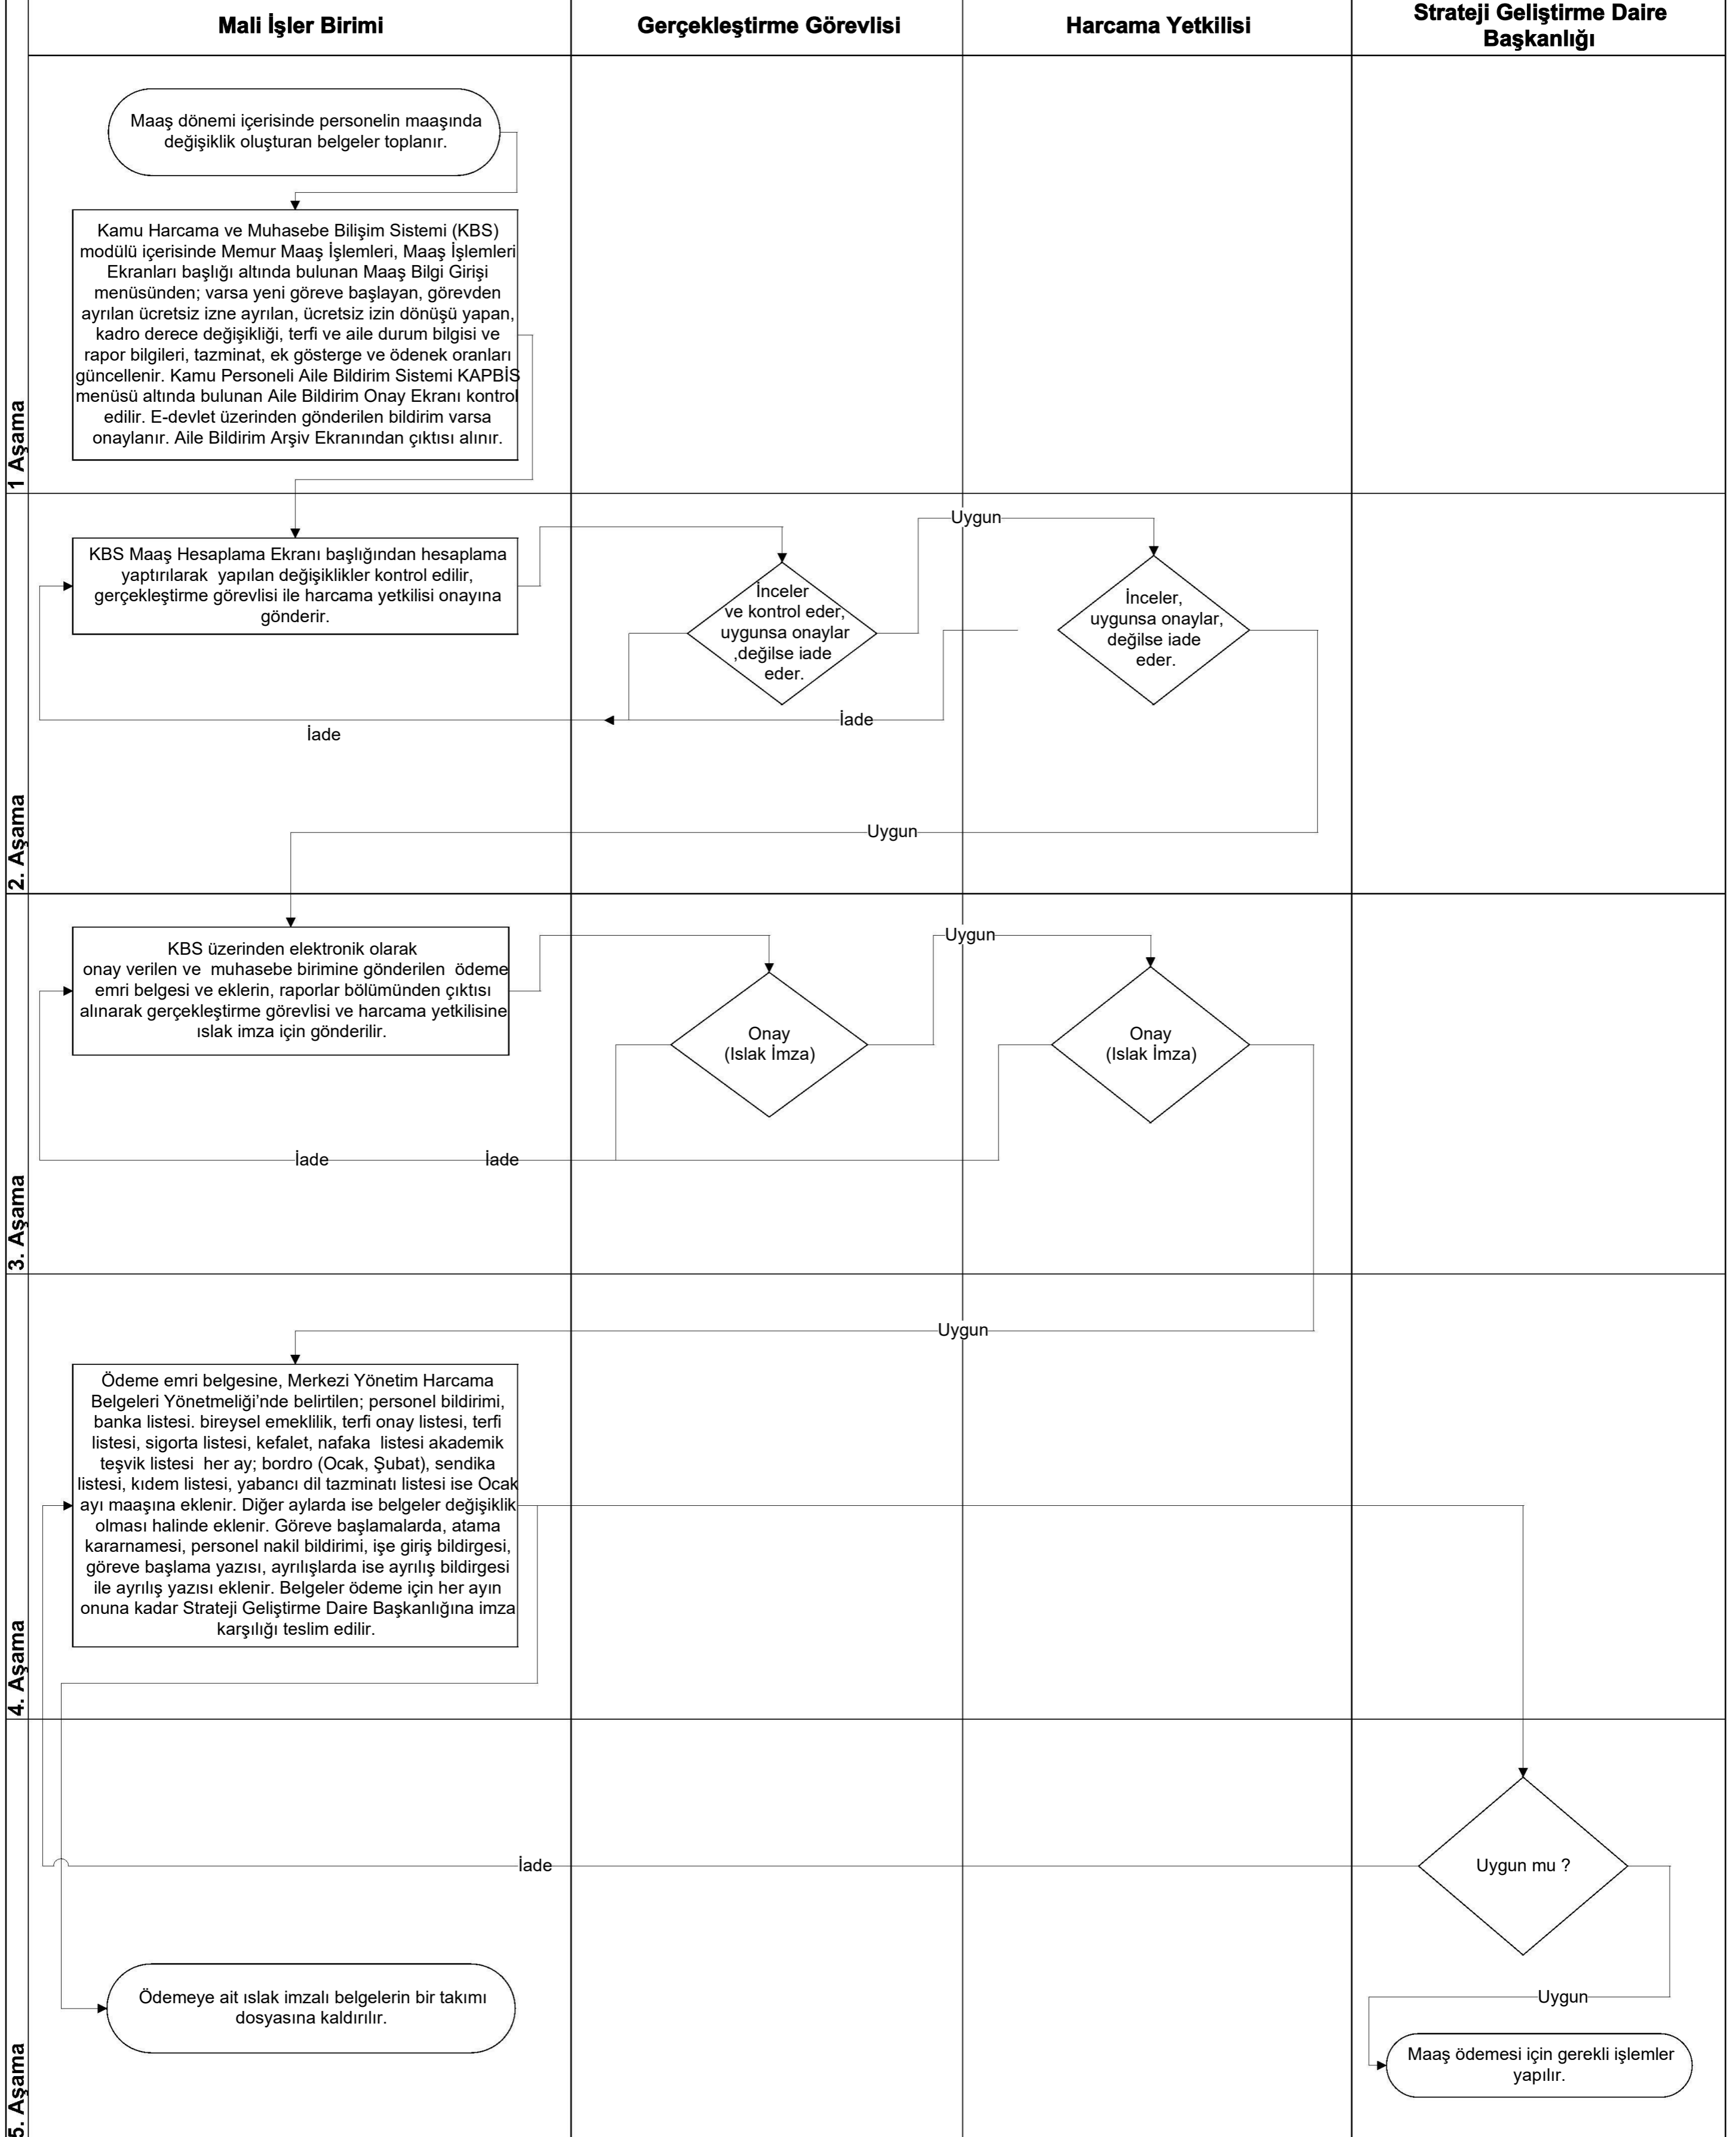 Mali İşler Birimi
Gerçekleştirme Görevlisi
Harcama Yetkilisi
Strateji Geliştirme Daire
Başkanlığı
1 Aşama
Maaş dönemi içerisinde personelin maaşında
değişiklik oluşturan belgeler toplanır.
Kamu Harcama ve Muhasebe Bilişim Sistemi (KBS)
modülü içerisinde Memur Maaş İşlemleri, Maaş İşlemleri
Ekranları başlığı altında bulunan Maaş Bilgi Girişi
menüsünden; varsa yeni göreve başlayan, görevden
ayrılan ücretsiz izne ayrılan, ücretsiz izin dönüşü yapan,
kadro derece değişikliği, terfi ve aile durum bilgisi ve
rapor bilgileri, tazminat, ek gösterge ve ödenek oranları
güncellenir. Kamu Personeli Aile Bildirim Sistemi KAPBİS
menüsü altında bulunan Aile Bildirim Onay Ekranı kontrol
edilir. E-devlet üzerinden gönderilen bildirim varsa
onaylanır. Aile Bildirim Arşiv Ekranından çıktısı alınır.
2. Aşama
KBS Maaş Hesaplama Ekranı başlığından hesaplama
yaptırılarak  yapılan değişiklikler kontrol edilir,
gerçekleştirme görevlisi ile harcama yetkilisi onayına
gönderir.
İnceler
ve kontrol eder,
uygunsa onaylar
,değilse iade
eder.
Uygun
İnceler,
uygunsa onaylar,
değilse iade
eder.
İade
İade
Uygun
3. Aşama
KBS üzerinden elektronik olarak
onay verilen ve  muhasebe birimine gönderilen  ödeme
emri belgesi ve eklerin, raporlar bölümünden çıktısı
alınarak gerçekleştirme görevlisi ve harcama yetkilisine
ıslak imza için gönderilir.
Onay
(Islak İmza)
Uygun
Onay
(Islak İmza)
İade
İade
4. Aşama
Uygun
Ödeme emri belgesine, Merkezi Yönetim Harcama
Belgeleri Yönetmeliği’nde belirtilen; personel bildirimi,
banka listesi. bireysel emeklilik, terfi onay listesi, terfi
listesi, sigorta listesi, kefalet, nafaka  listesi akademik
teşvik listesi  her ay; bordro (Ocak, Şubat), sendika
listesi, kıdem listesi, yabancı dil tazminatı listesi ise Ocak
ayı maaşına eklenir. Diğer aylarda ise belgeler değişiklik
olması halinde eklenir. Göreve başlamalarda, atama
kararnamesi, personel nakil bildirimi, işe giriş bildirgesi,
göreve başlama yazısı, ayrılışlarda ise ayrılış bildirgesi
ile ayrılış yazısı eklenir. Belgeler ödeme için her ayın
onuna kadar Strateji Geliştirme Daire Başkanlığına imza
karşılığı teslim edilir.
5. Aşama
İade
Uygun mu ?
Ödemeye ait ıslak imzalı belgelerin bir takımı
dosyasına kaldırılır.
Uygun
Maaş ödemesi için gerekli işlemler
yapılır.